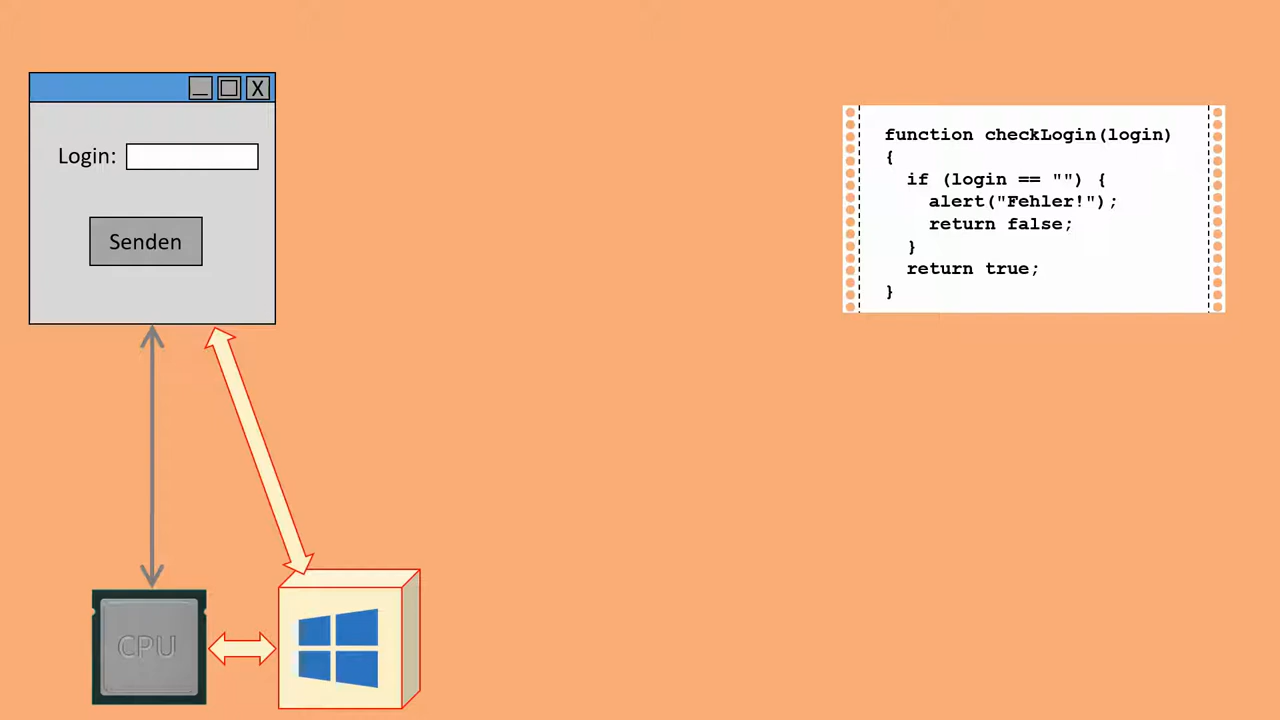 X
Login:
Senden
function checkLogin(login)
{
  if (login == "") {
    alert("Fehler!");
    return false;
  }
  return true;
}
CPU